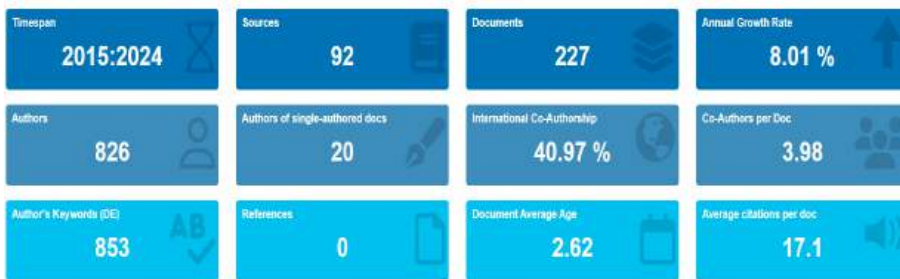 Timespan
2015:2024
Sources
92
Documents
227
Annual Growth Rate
8.01 %
Authors
826
Authors of single-authored docs
20
International Co-Authorship
40.97 %
Co-Authors per Doc
3.98
Author's Keywords (DE)
853
AB
References
0
Document Average Age
2.62
Average citations per doc
17.1